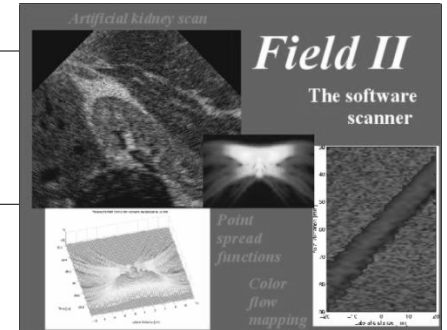 Artificial kidney scan
Field II
The software
scanner
Point
spread
functions
Color
flow
mapping